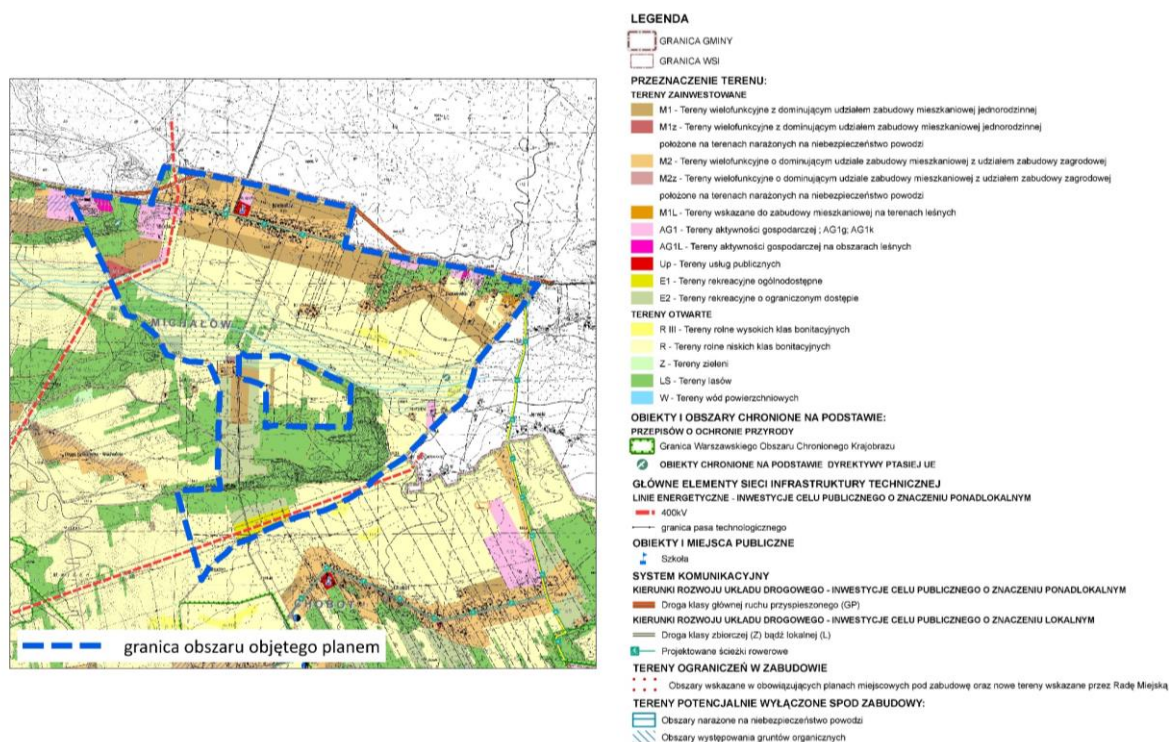 LEGENDA
GRANICA GMINY
GRANICA WSI
PRZEZNACZENIE TERENU:
TERENY ZAINWESTOWANE
M1 - Tereny wielofunkcyjne z dominującym udziałem zabudowy mieszkaniowej jednorodzinnej
M1z - Tereny wielofunkcyjne z dominującym udziałem zabudowy mieszkaniowej jednorodzinnej
położone na terenach narażonych na niebezpieczeństwo powodzi
M2 - Tereny wielofunkcyjne o dominującym udziale zabudowy mieszkaniowej z udziałem zabudowy zagrodowej
M2z - Tereny wielofunkcyjne o dominującym udziale zabudowy mieszkaniowej z udziałem zabudowy zagrodowej
położone na terenach narażonych na niebezpieczeństwo powodzi
M1L - Tereny wskazane do zabudowy mieszkaniowej na terenach leśnych
AG1 - Tereny aktywności gospodarczej ; AG1g; AG1k
AG1L - Tereny aktywności gospodarczej na obszarach leśnych
Up - Tereny usług publicznych
E1 - Tereny rekreacyjne ogólnodostępne
E2 - Tereny rekreacyjne o ograniczonym dostępie
TERENY OTWARTE
R III - Tereny rolne wysokich klas bonitacyjnych
R - Tereny rolne niskich klas bonitacyjnych
Z - Tereny zieleni
LS - Tereny lasów
W - Tereny wód powierzchniowych
OBIEKTY I OBSZARY CHRONIONE NA PODSTAWIE:
PRZEPISÓW O OCHRONIE PRZYRODY
Granica Warszawskiego Obszaru Chronionego Krajobrazu
OBIEKTY CHRONIONE NA PODSTAWIE DYREKTYWY PTASIEJ UE
GŁÓWNE ELEMENTY SIECI INFRASTRUKTURY TECHNICZNEJ
LINIE ENERGETYCZNE - INWESTYCJE CELU PUBLICZNEGO O ZNACZENIU PONADLOKALNYM
400kV
granica pasa technologicznego
OBIEKTY I MIEJSCA PUBLICZNE
Szkoła
SYSTEM KOMUNIKACYJNY
KIERUNKI ROZWOJU UKŁADU DROGOWEGO - INWESTYCJE CELU PUBLICZNEGO O ZNACZENIU PONADLOKALNYM
Droga klasy głównej ruchu przyspieszonego (GP)
KIERUNKI ROZWOJU UKŁADU DROGOWEGO - INWESTYCJE CELU PUBLICZNEGO O ZNACZENIU LOKALNYM
Droga klasy zbiorczej (Z) bądź lokalnej (L)
Projektowane ścieżki rowerowe
TERENY OGRANICZEŃ W ZABUDOWIE
Obszary wskazane w obowiązujących planach miejscowych pod zabudowę oraz nowe tereny wskazane przez Radę Miejską
TERENY POTENCJALNIE WYŁĄCZONE SPOD ZABUDOWY:
Obszary narażone na niebezpieczeństwo powodzi
Obszary występowania gruntów organicznych
MICHAŁÓW
CHOBOT
granica obszaru objętego planem